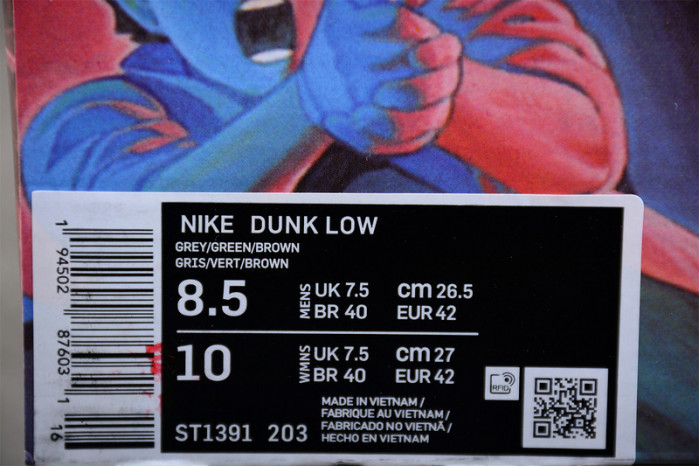 NIKE DUNK LOW
GREY/GREEN/BROWN
GRIS/VERT/BROWN
8.5 MENS UK 7.5 cm 26.5
BR 40 EUR 42
10 WMNS UK 7.5 cm 27
BR 40 EUR 42
MADE IN VIETNAM /
FABRIQUE AU VIETNAM /
FABRICADO NO VIETNÃ /
HECHO EN VIETNAM
ST1391 203
RFID
1 94502 87603 1 16